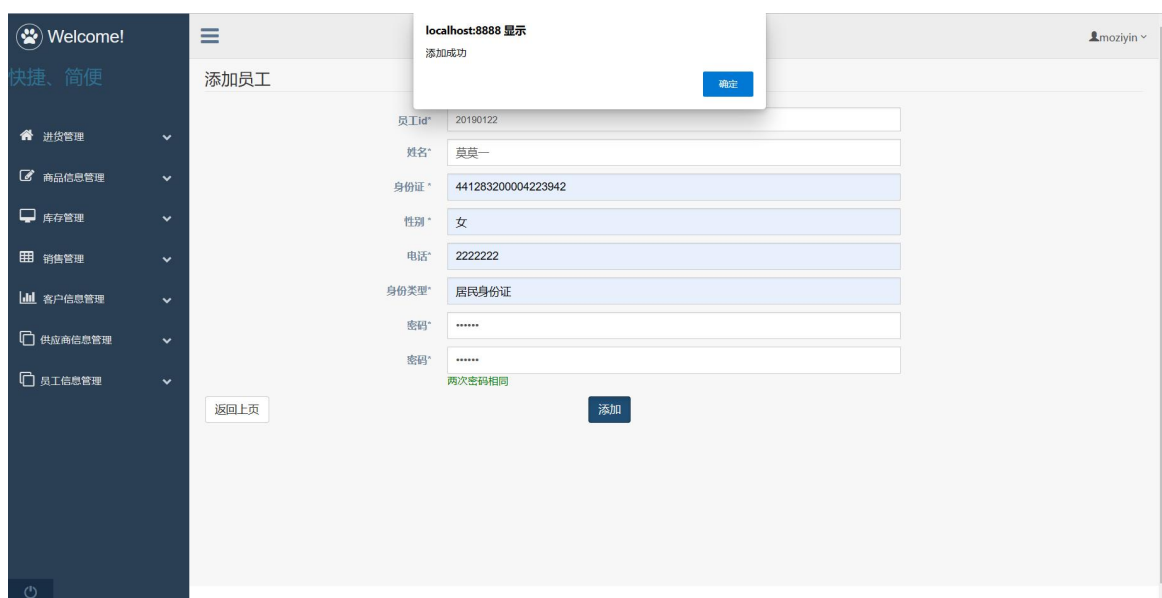 Welcome!
快捷、简便
进货管理
商品信息管理
库存管理
销售管理
客户信息管理
供应商信息管理
员工信息管理
moziyin
localhost:8888 显示
添加成功
确定
添加员工
员工id* 20190122
姓名* 莫莫一
身份证 * 441283200004223942
性别 * 女
电话* 2222222
身份类型* 居民身份证
密码* ••••••
密码* ••••••
两次密码相同
返回上页 添加